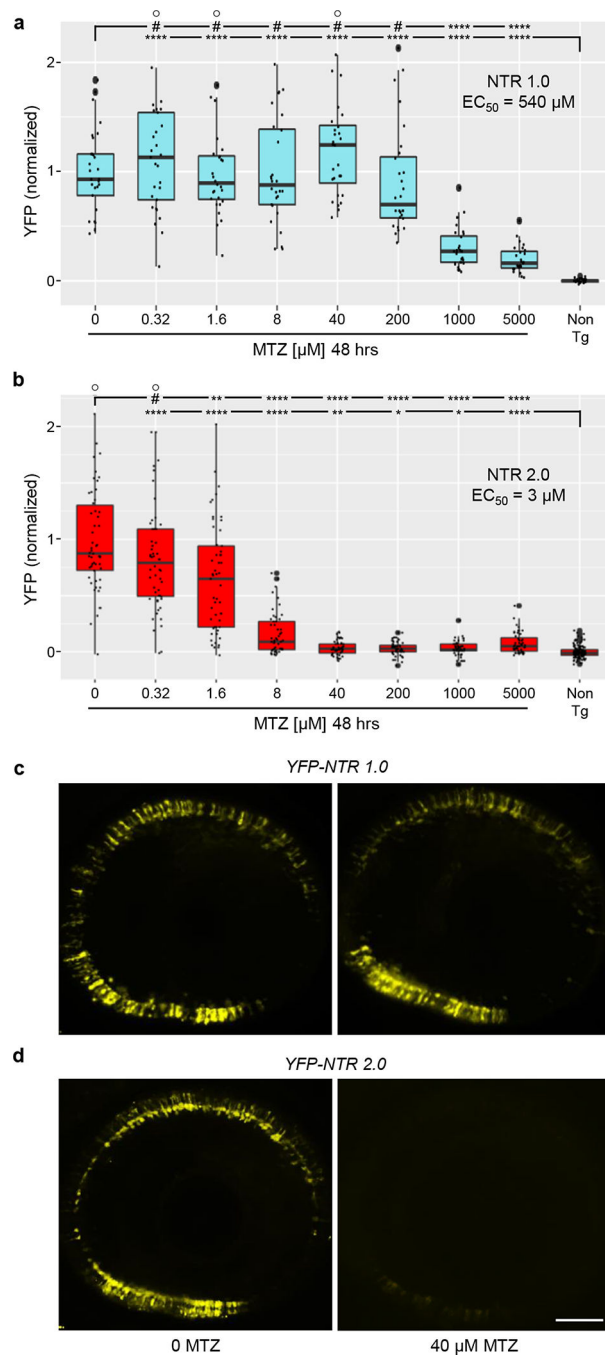 a
○ ○ ○
# # # # # **** ****
**** **** **** **** **** **** ****
2
1
0
YFP (normalized)
NTR 1.0
EC50 = 540 µM
0 0.32 1.6 8 40 200 1000 5000 Non
Tg
MTZ [µM] 48 hrs
b
○ ○
# ** **** **** **** **** ****
**** **** **** ** * * ****
2
1
0
YFP (normalized)
NTR 2.0
EC50 = 3 µM
0 0.32 1.6 8 40 200 1000 5000 Non
Tg
MTZ [µM] 48 hrs
c
YFP-NTR 1.0
d
YFP-NTR 2.0
0 MTZ 40 µM MTZ